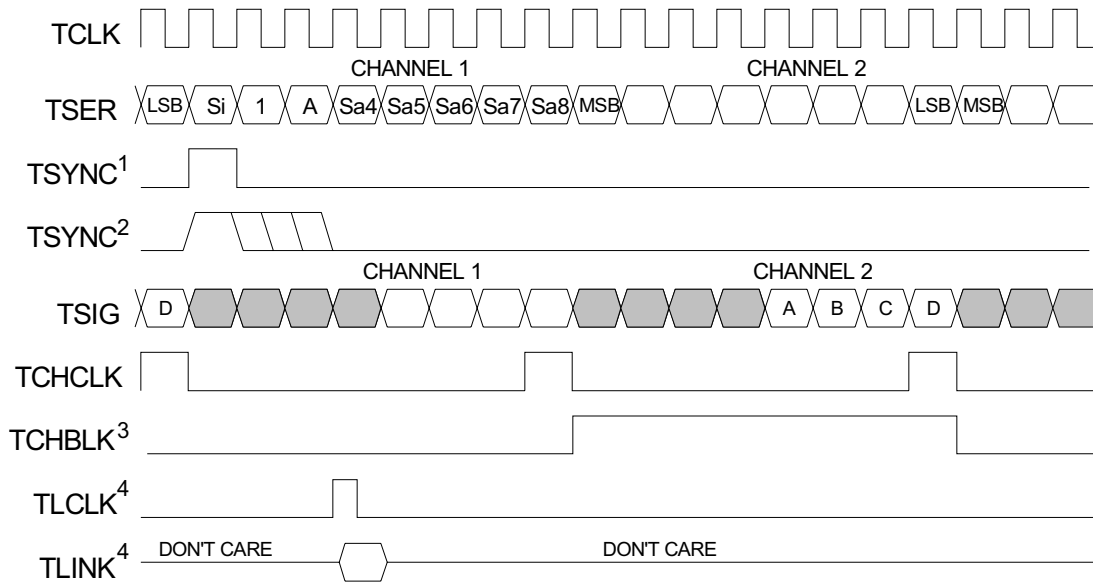 TCLK
CHANNEL 1 CHANNEL 2
TSER LSB Si 1 A Sa4 Sa5 Sa6 Sa7 Sa8 MSB LSB MSB
TSYNC1
TSYNC2
CHANNEL 1 CHANNEL 2
TSIG D A B C D
TCHCLK
TCHBLK3
TLCLK4
DON'T CARE DON'T CARE
TLINK4